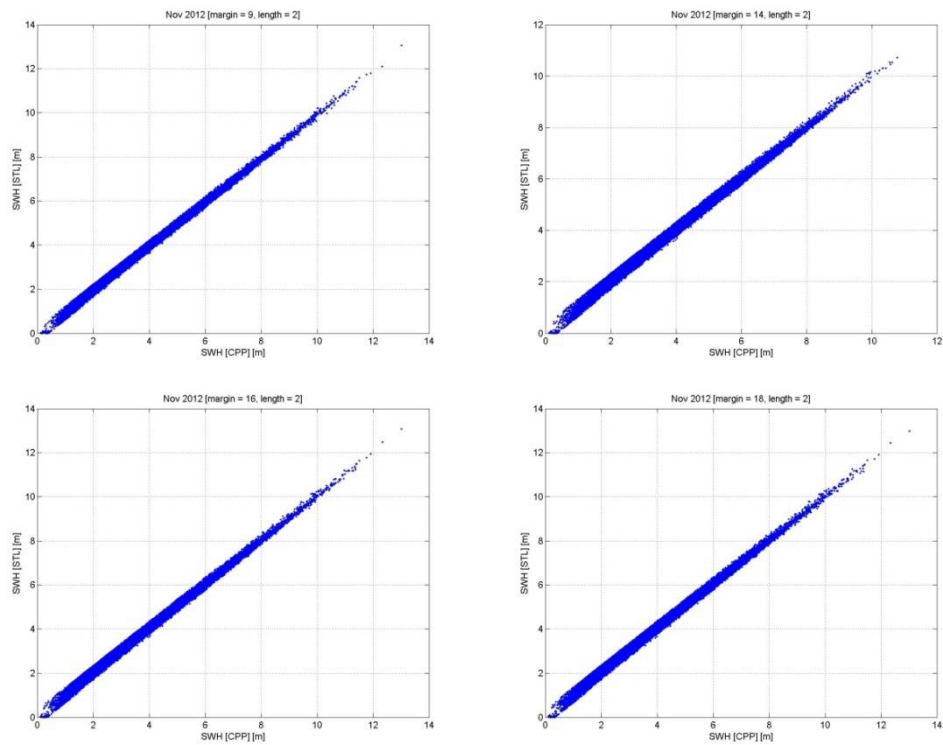 Nov 2012 [margin = 9, length = 2]
14
12
10
8
6
4
2
0
SWH [STL] [m]
0 2 4 6 8 10 12 14
SWH [CPP] [m]
Nov 2012 [margin = 14, length = 2]
12
10
8
6
4
2
0
SWH [STL] [m]
0 2 4 6 8 10 12
SWH [CPP] [m]
Nov 2012 [margin = 16, length = 2]
14
12
10
8
6
4
2
0
SWH [STL] [m]
0 2 4 6 8 10 12 14
SWH [CPP] [m]
Nov 2012 [margin = 18, length = 2]
14
12
10
8
6
4
2
0
SWH [STL] [m]
0 2 4 6 8 10 12 14
SWH [CPP] [m]